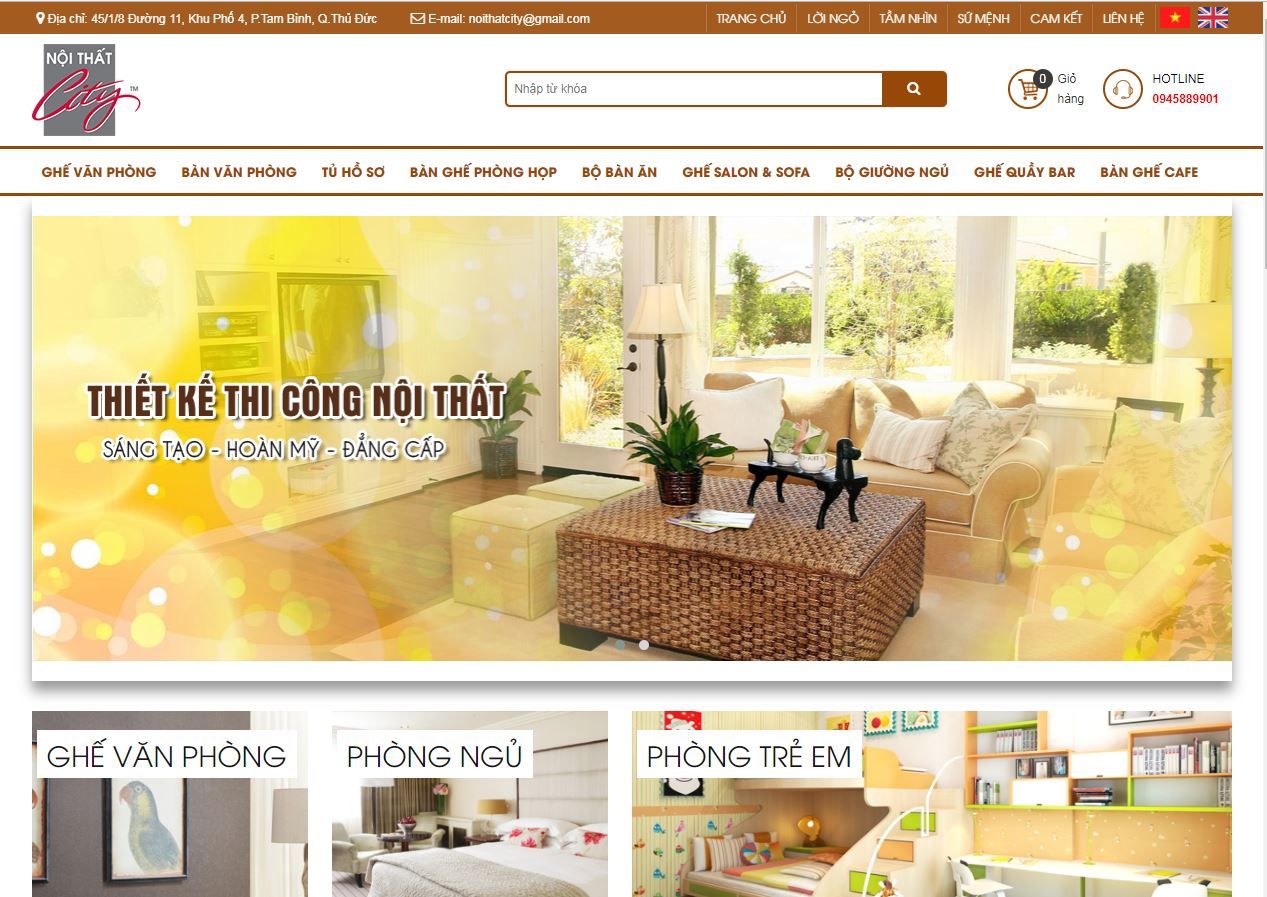 Địa chỉ: 45/1/8 Đường 11, Khu Phố 4, P.Tam Bình, Q.Thủ Đức
E-mail: noithatcity@gmail.com
TRANG CHỦ
LỜI NGỎ
TẦM NHÌN
SỨ MỆNH
CAM KẾT
LIÊN HỆ
NỘI THẤT
City™
Nhập từ khóa
0
Giỏ
hàng
HOTLINE
0945889901
GHẾ VĂN PHÒNG
BÀN VĂN PHÒNG
TỦ HỒ SƠ
BÀN GHẾ PHÒNG HỌP
BỘ BÀN ĂN
GHẾ SALON & SOFA
BỘ GIƯỜNG NGỦ
GHẾ QUẦY BAR
BÀN GHẾ CAFE
THIẾT KẾ THI CÔNG NỘI THẤT
SÁNG TẠO - HOÀN MỸ - ĐẲNG CẤP
GHẾ VĂN PHÒNG
PHÒNG NGỦ
PHÒNG TRẺ EM